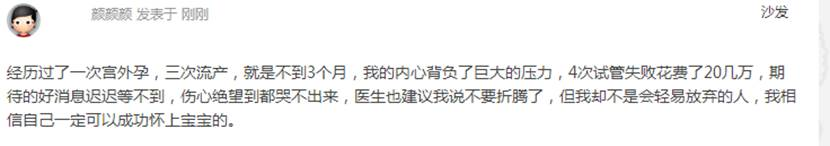 颜颜颜 发表于 刚刚 沙发
经历过了一次宫外孕，三次流产，就是不到3个月，我的内心背负了巨大的压力，4次试管失败花费了20几万，期
待的好消息迟迟等不到，伤心绝望到都哭不出来，医生也建议我说不要折腾了，但我却不是会轻易放弃的人，我相
信自己一定可以成功怀上宝宝的。